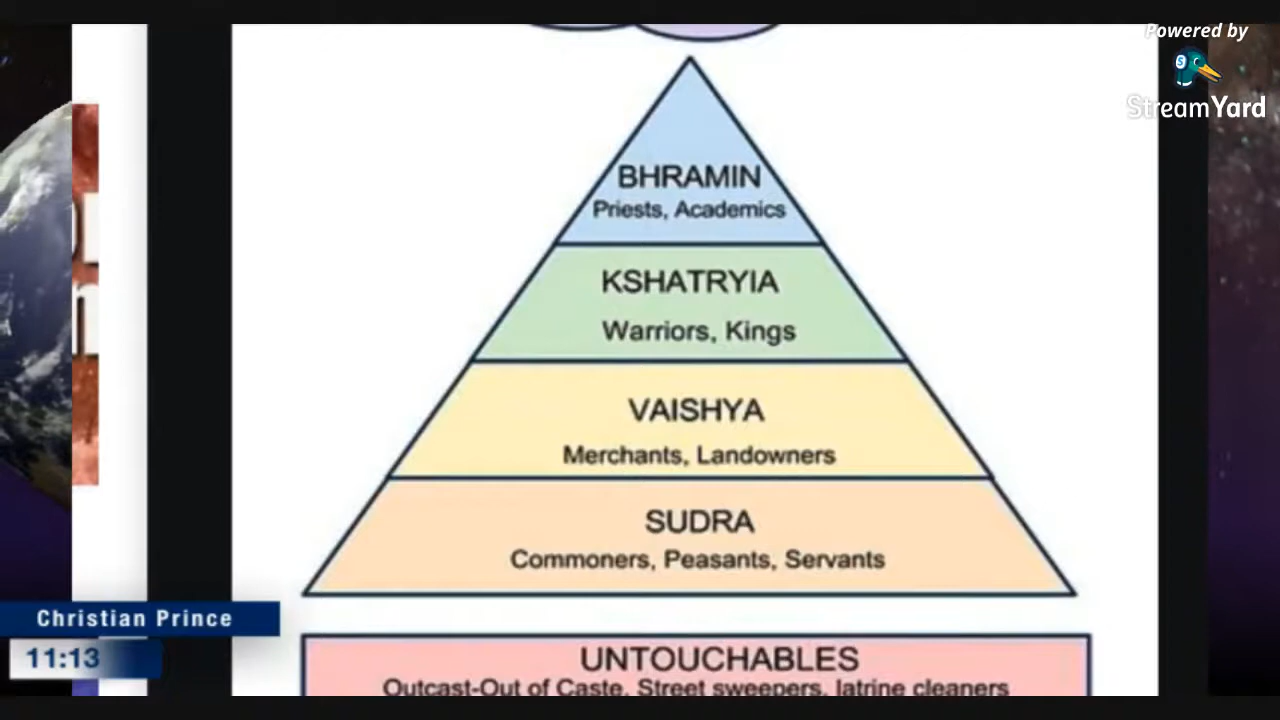 Powered by
StreamYard
BHRAMIN
Priests, Academics
KSHATRYIA
Warriors, Kings
VAISHYA
Merchants, Landowners
SUDRA
Commoners, Peasants, Servants
Christian Prince
11:13
UNTOUCHABLES
Outcast-Out of Caste, Street sweepers, latrine cleaners